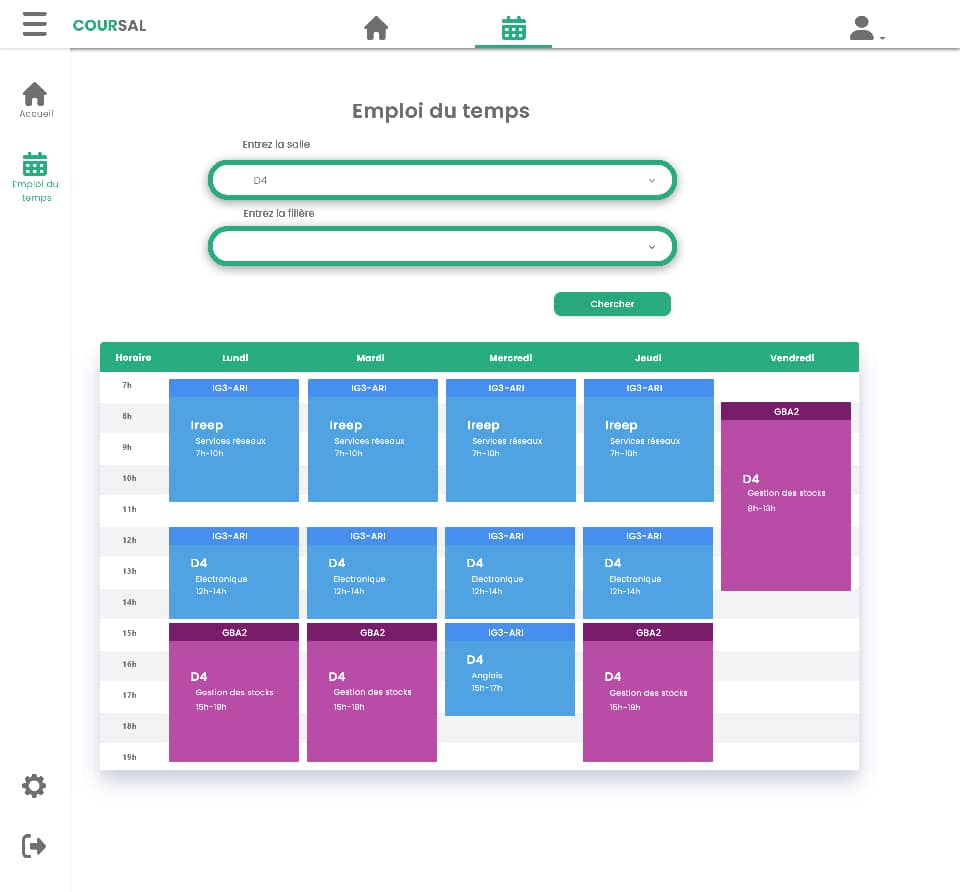 COURSAL
Accueil
Emploi du
temps
Emploi du temps
Entrez la salle
D4
Entrez la filière
Chercher
Horaire Lundi Mardi Mercredi Jeudi Vendredi
7h
8h
9h
10h
11h
12h
13h
14h
15h
16h
17h
18h
19h
IG3-ARI
Ireep
Services réseaux
7h-10h
IG3-ARI
Ireep
Services réseaux
7h-10h
IG3-ARI
Ireep
Services réseaux
7h-10h
IG3-ARI
Ireep
Services réseaux
7h-10h
GBA2
D4
Gestion des stocks
8h-13h
IG3-ARI
D4
Electronique
12h-14h
IG3-ARI
D4
Electronique
12h-14h
IG3-ARI
D4
Electronique
12h-14h
IG3-ARI
D4
Electronique
12h-14h
GBA2
D4
Gestion des stocks
15h-19h
GBA2
D4
Gestion des stocks
15h-19h
IG3-ARI
D4
Anglais
15h-17h
GBA2
D4
Gestion des stocks
15h-19h